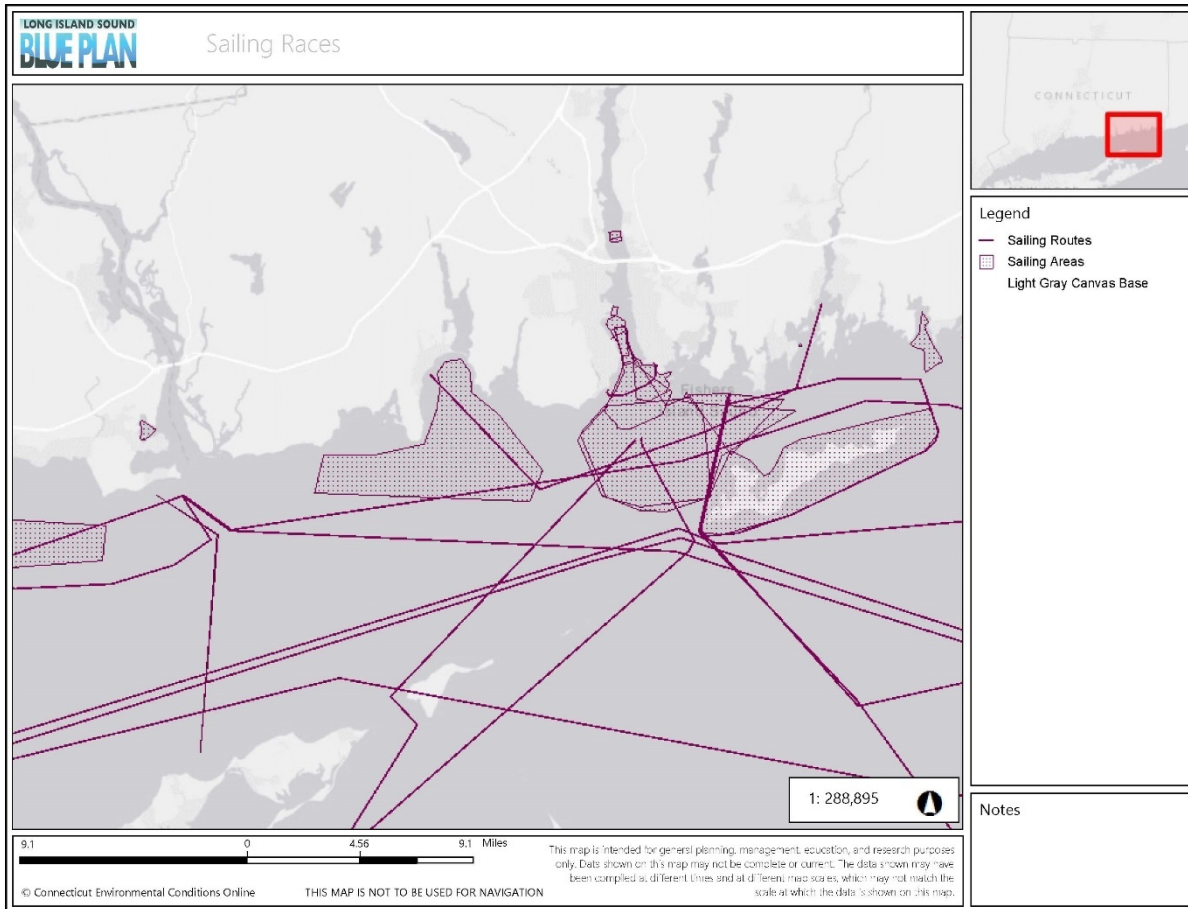 LONG ISLAND SOUND
BLUE PLAN
Sailing Races
CONNECTICUT
Legend
Sailing Routes
Sailing Areas
Light Gray Canvas Base
Fishers
1: 288,895
Notes
9.1 0 4.56 9.1 Miles
© Connecticut Environmental Conditions Online
THIS MAP IS NOT TO BE USED FOR NAVIGATION
This map is intended for general planning, management, education, and research purposes
only. Data shown on this map may not be complete or current. The data shown may have
been compiled at different times and at different map scales, which may not match the
scale at which the data is shown on this map.